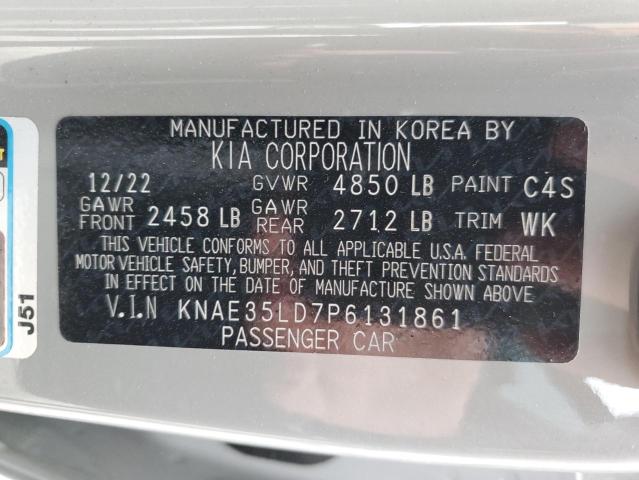 MANUFACTURED IN KOREA BY
KIA CORPORATION
12/22 GVWR 4850 LB PAINT C4S
GAWR FRONT 2458 LB GAWR REAR 2712 LB TRIM WK
THIS VEHICLE CONFORMS TO ALL APPLICABLE U.S.A. FEDERAL
MOTOR VEHICLE SAFETY, BUMPER, AND THEFT PREVENTION STANDARDS
IN EFFECT ON THE DATE OF MANUFACTURE SHOWN ABOVE
V.I.N KNAE35LD7P6131861
PASSENGER CAR
J51